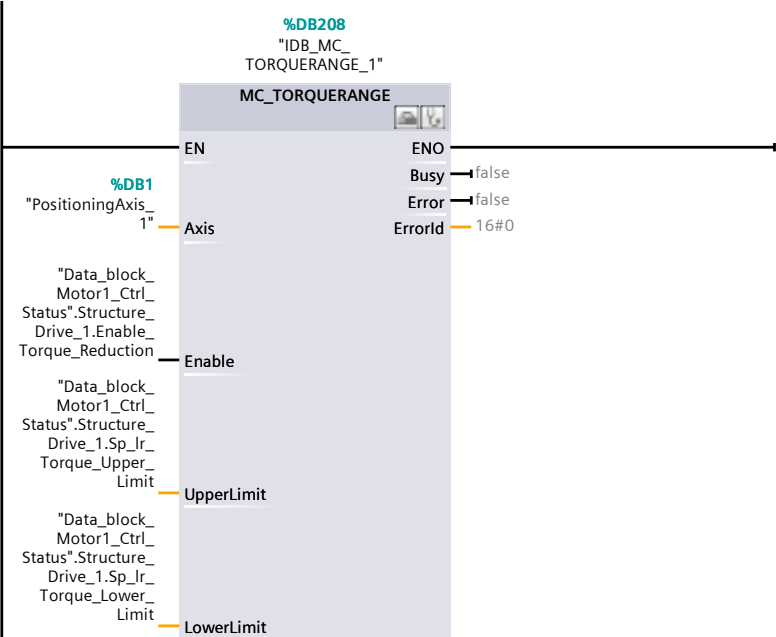 %DB208
"IDB_MC_
TORQUERANGE_1"
MC_TORQUERANGE
EN
ENO
Busy
false
%DB1
"PositioningAxis_
1"
Axis
Error
false
ErrorId
16#0
"Data_block_
Motor1_Ctrl_
Status".Structure_
Drive_1.Enable_
Torque_Reduction
Enable
"Data_block_
Motor1_Ctrl_
Status".Structure_
Drive_1.Sp_lr_
Torque_Upper_
Limit
UpperLimit
"Data_block_
Motor1_Ctrl_
Status".Structure_
Drive_1.Sp_lr_
Torque_Lower_
Limit
LowerLimit